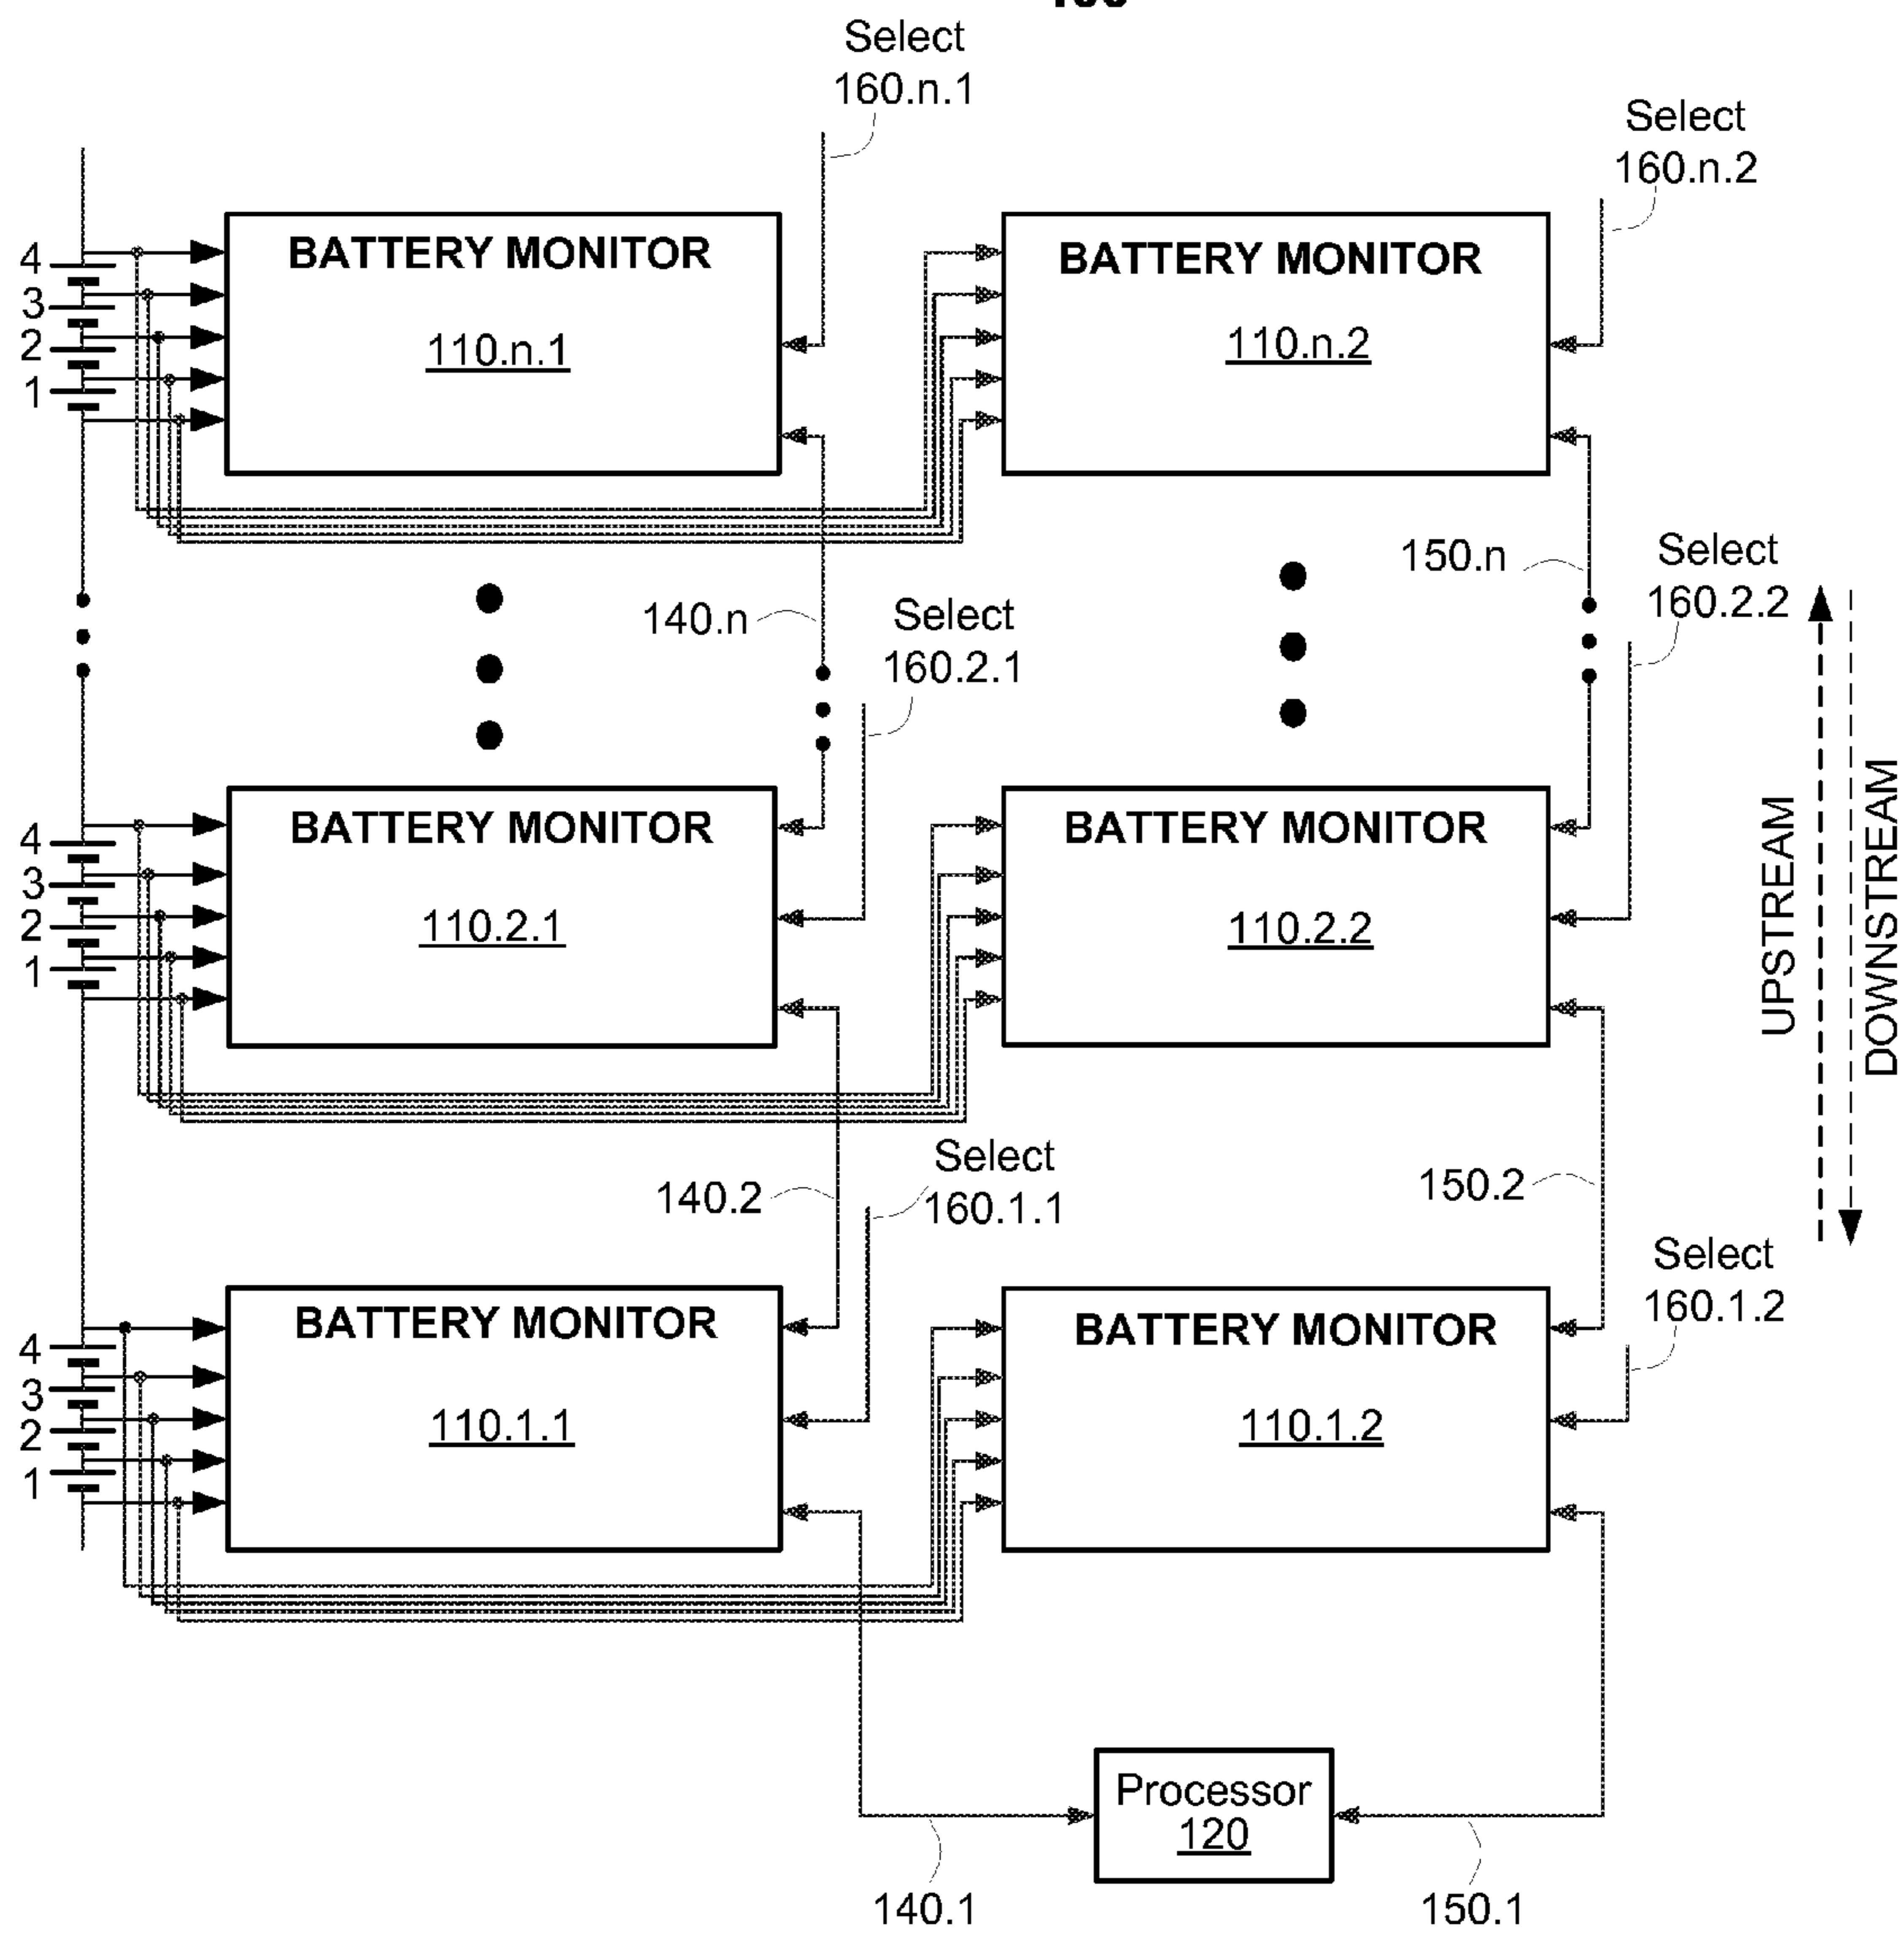 Select
160.n.1
Select
160.n.2
BATTERY MONITOR
110.n.1
BATTERY MONITOR
110.n.2
4
3
2
1
140.n
Select
160.2.1
150.n
Select
160.2.2
BATTERY MONITOR
110.2.1
BATTERY MONITOR
110.2.2
4
3
2
1
UPSTREAM
DOWNSTREAM
140.2
Select
160.1.1
150.2
Select
160.1.2
BATTERY MONITOR
110.1.1
BATTERY MONITOR
110.1.2
4
3
2
1
Processor
120
140.1
150.1